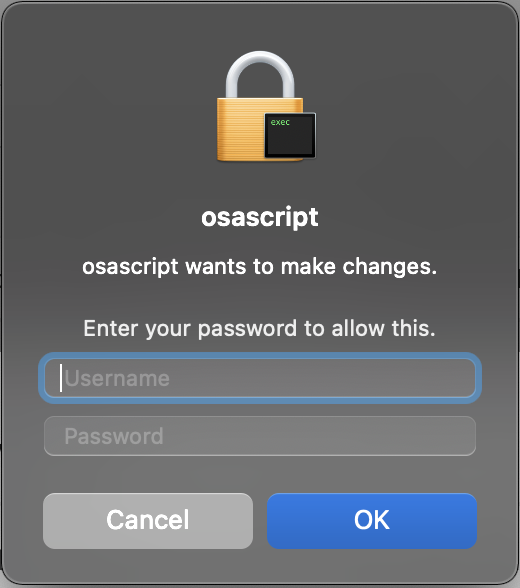 exec
osascript
osascript wants to make changes.
Enter your password to allow this.
Username
Password
Cancel OK